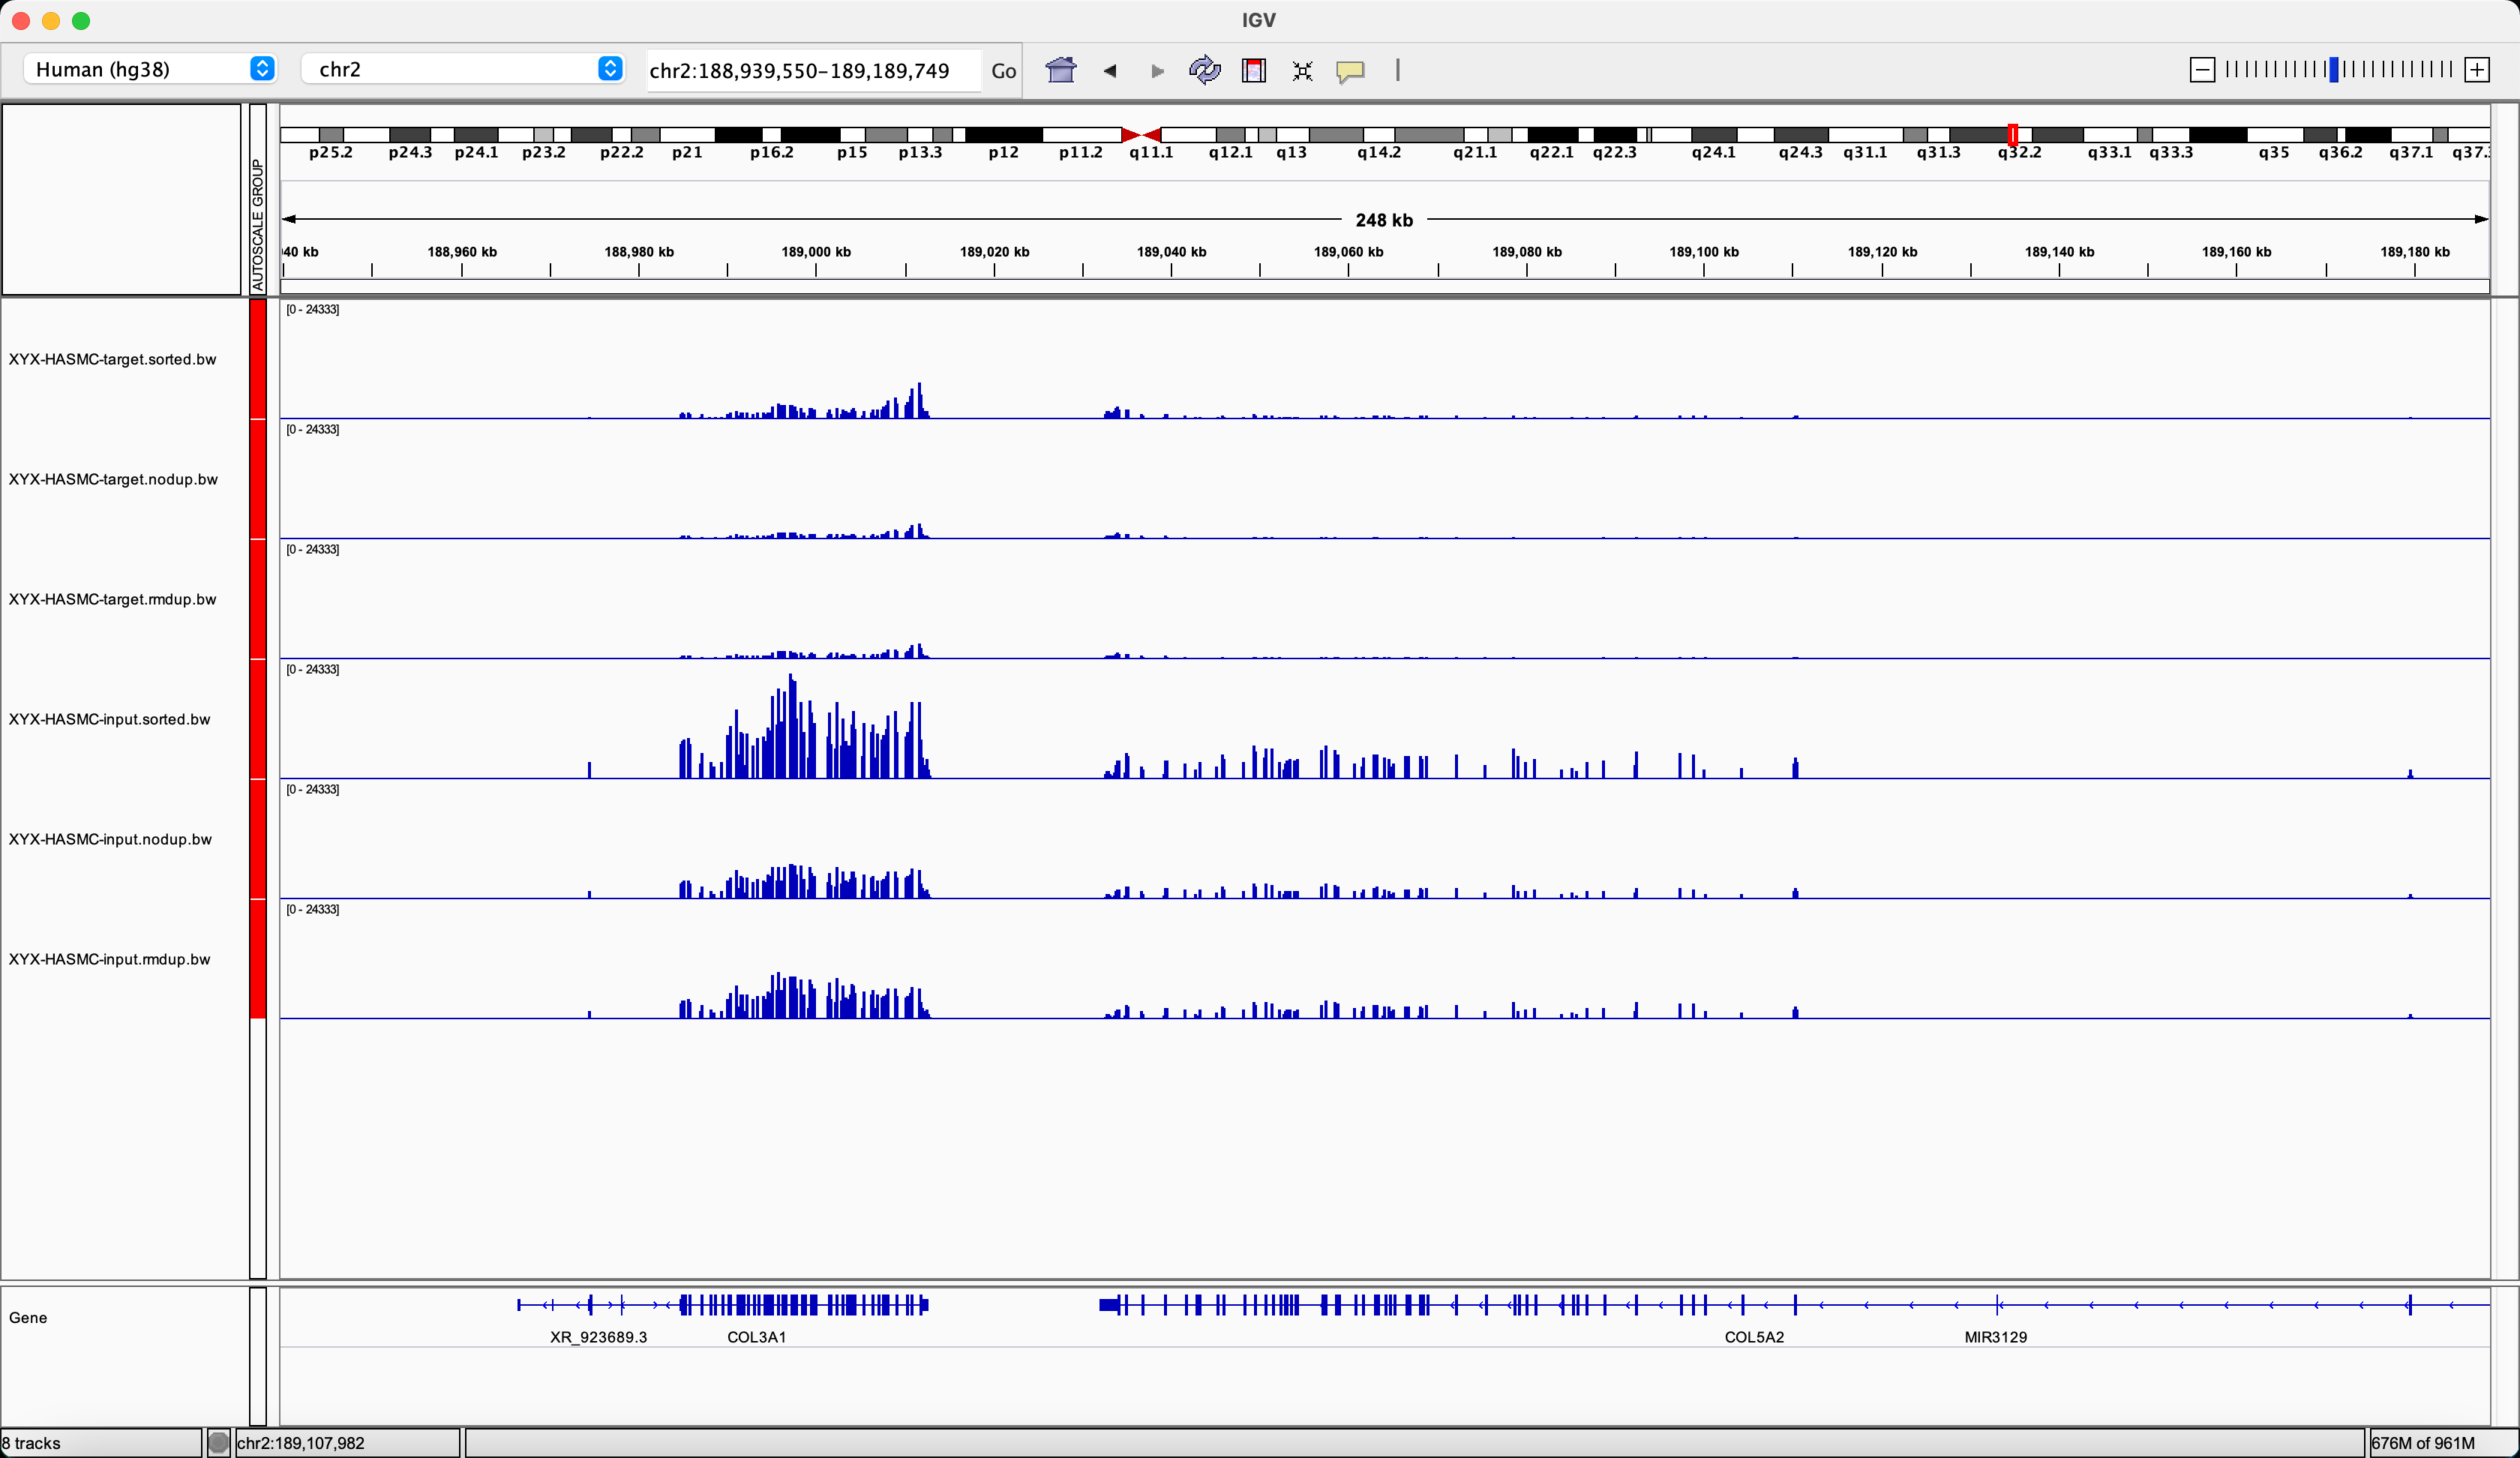 IGV
Human (hg38) chr2 chr2:188,939,550-189,189,749 Go
p25.2 p24.3 p24.1 p23.2 p22.2 p21 p16.2 p15 p13.3 p12 p11.2 q11.1 q12.1 q13 q14.2 q21.1 q22.1 q22.3 q24.1 q24.3 q31.1 q31.3 q32.2 q33.1 q33.3 q35 q36.2 q37.1 q37.
AUTOSCALE GROUP
248 kb
40 kb 188,960 kb 188,980 kb 189,000 kb 189,020 kb 189,040 kb 189,060 kb 189,080 kb 189,100 kb 189,120 kb 189,140 kb 189,160 kb 189,180 kb
[0 - 24333]
XYX-HASMC-target.sorted.bw
[0 - 24333]
XYX-HASMC-target.nodup.bw
[0 - 24333]
XYX-HASMC-target.rmdup.bw
[0 - 24333]
XYX-HASMC-input.sorted.bw
[0 - 24333]
XYX-HASMC-input.nodup.bw
[0 - 24333]
XYX-HASMC-input.rmdup.bw
Gene
XR_923689.3 COL3A1 COL5A2 MIR3129
8 tracks chr2:189,107,982 676M of 961M